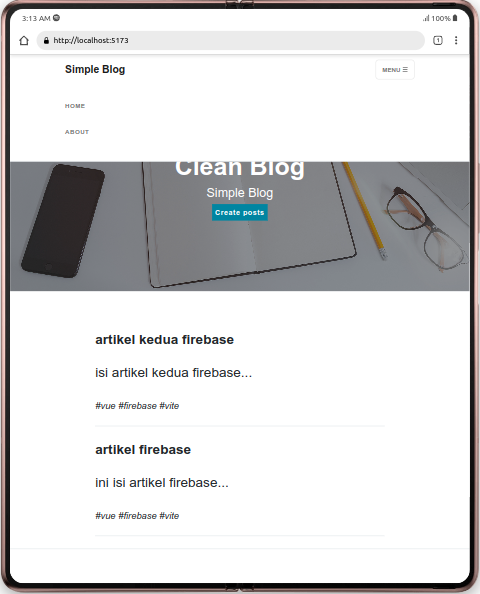 3:13 AM
100%
http://localhost:5173
1
Simple Blog
MENU ☰
HOME
ABOUT
Clean Blog
Simple Blog
Create posts
artikel kedua firebase
isi artikel kedua firebase...
#vue #firebase #vite
artikel firebase
ini isi artikel firebase...
#vue #firebase #vite